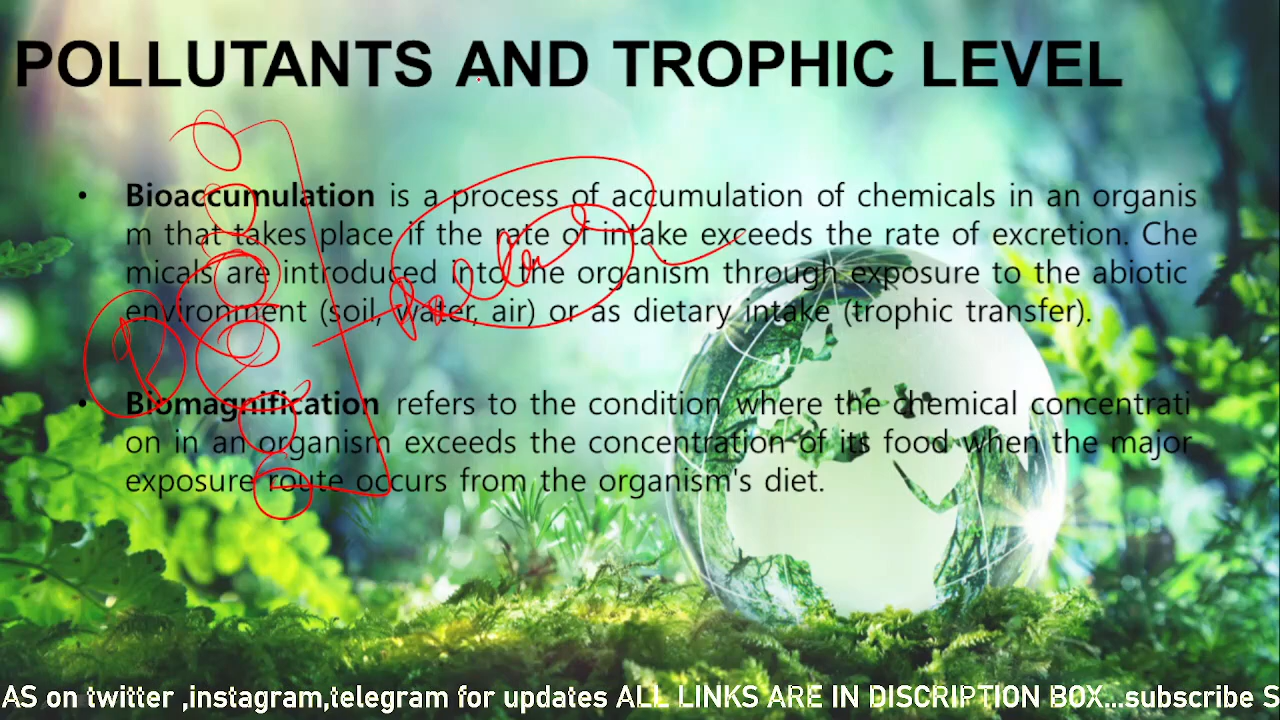 POLLUTANTS AND TROPHIC LEVEL
• Bioaccumulation is a process of accumulation of chemicals in an organis
m that takes place if the rate of intake exceeds the rate of excretion. Che
micals are introduced into the organism through exposure to the abiotic
environment (soil, water, air) or as dietary intake (trophic transfer).
• Biomagnification refers to the condition where the chemical concentrati
on in an organism exceeds the concentration of its food when the major
exposure route occurs from the organism's diet.
AS on twitter ,instagram,telegram for updates ALL LINKS ARE IN DISCRIPTION BOX...subscribe S